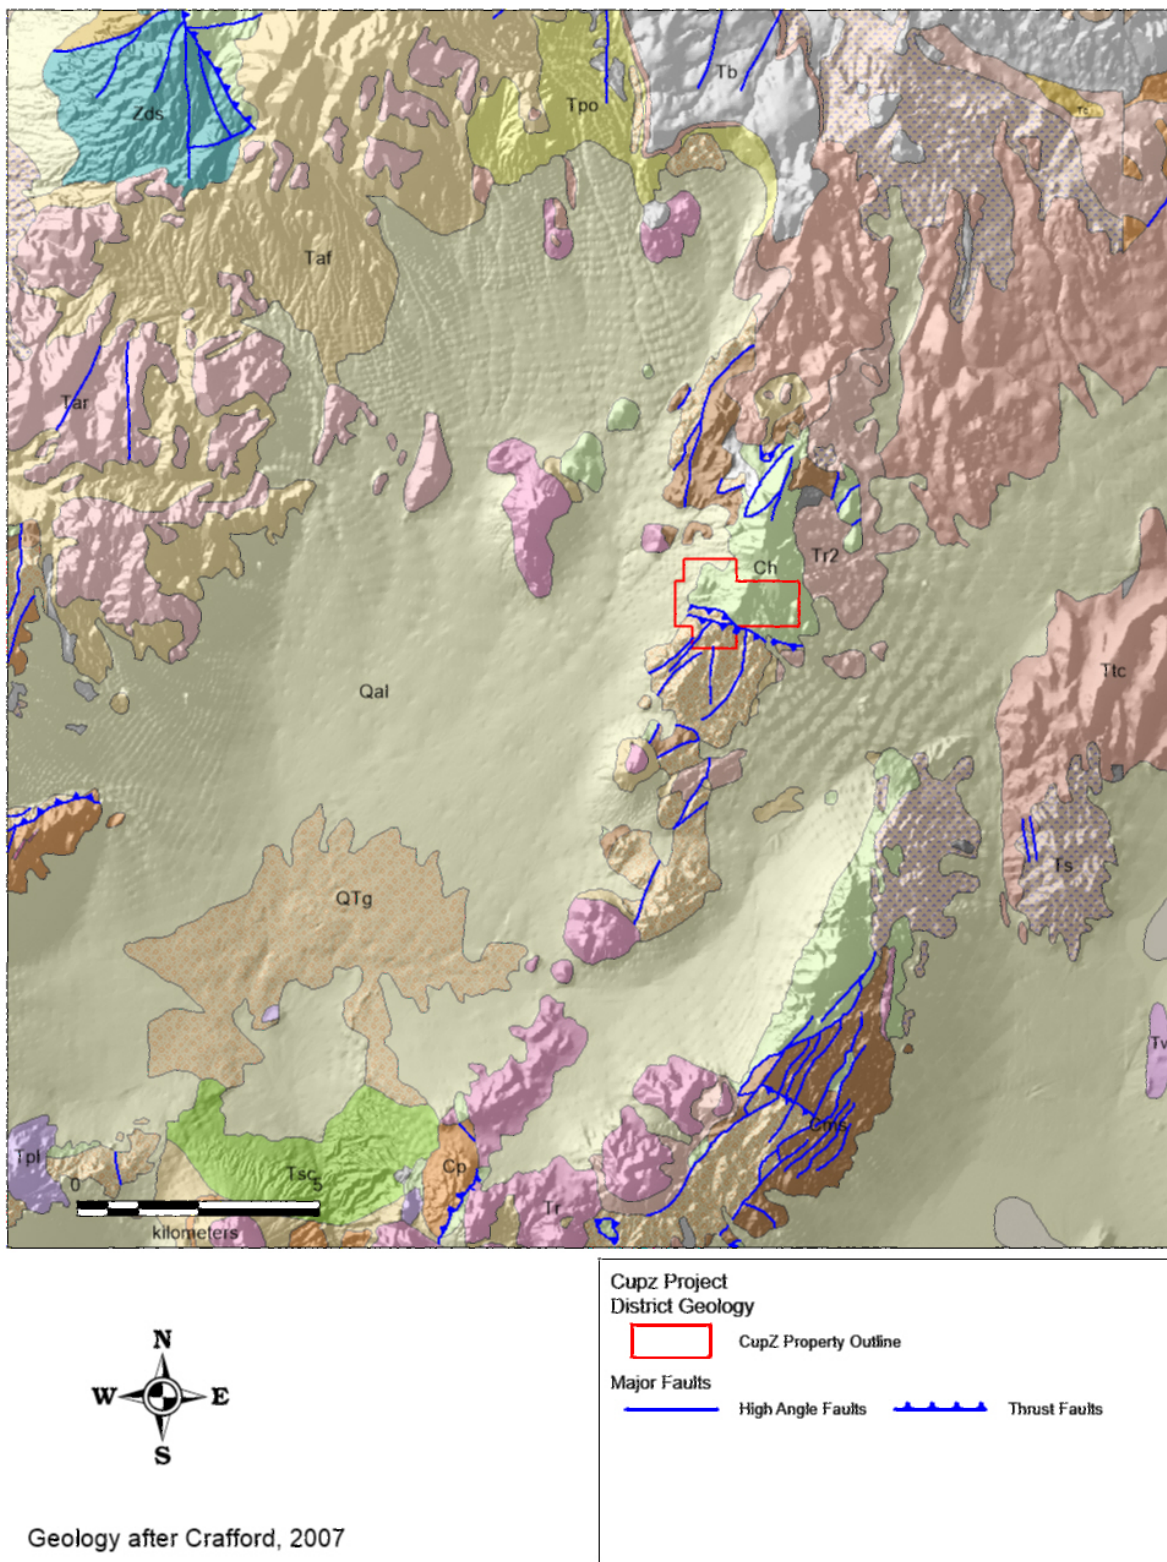 Zds
Tb
Tpo
Ts
Taf
Tar
Ch
Tr2
Qal
Ttc
Ts
QTg
Tv
Cms
Tpl
Tsc
Cp
Tr
0
5
kilometers
Cupz Project
District Geology
CupZ Property Outline
Major Faults
High Angle Faults
Thrust Faults
N
W
E
S
Geology after Crafford, 2007